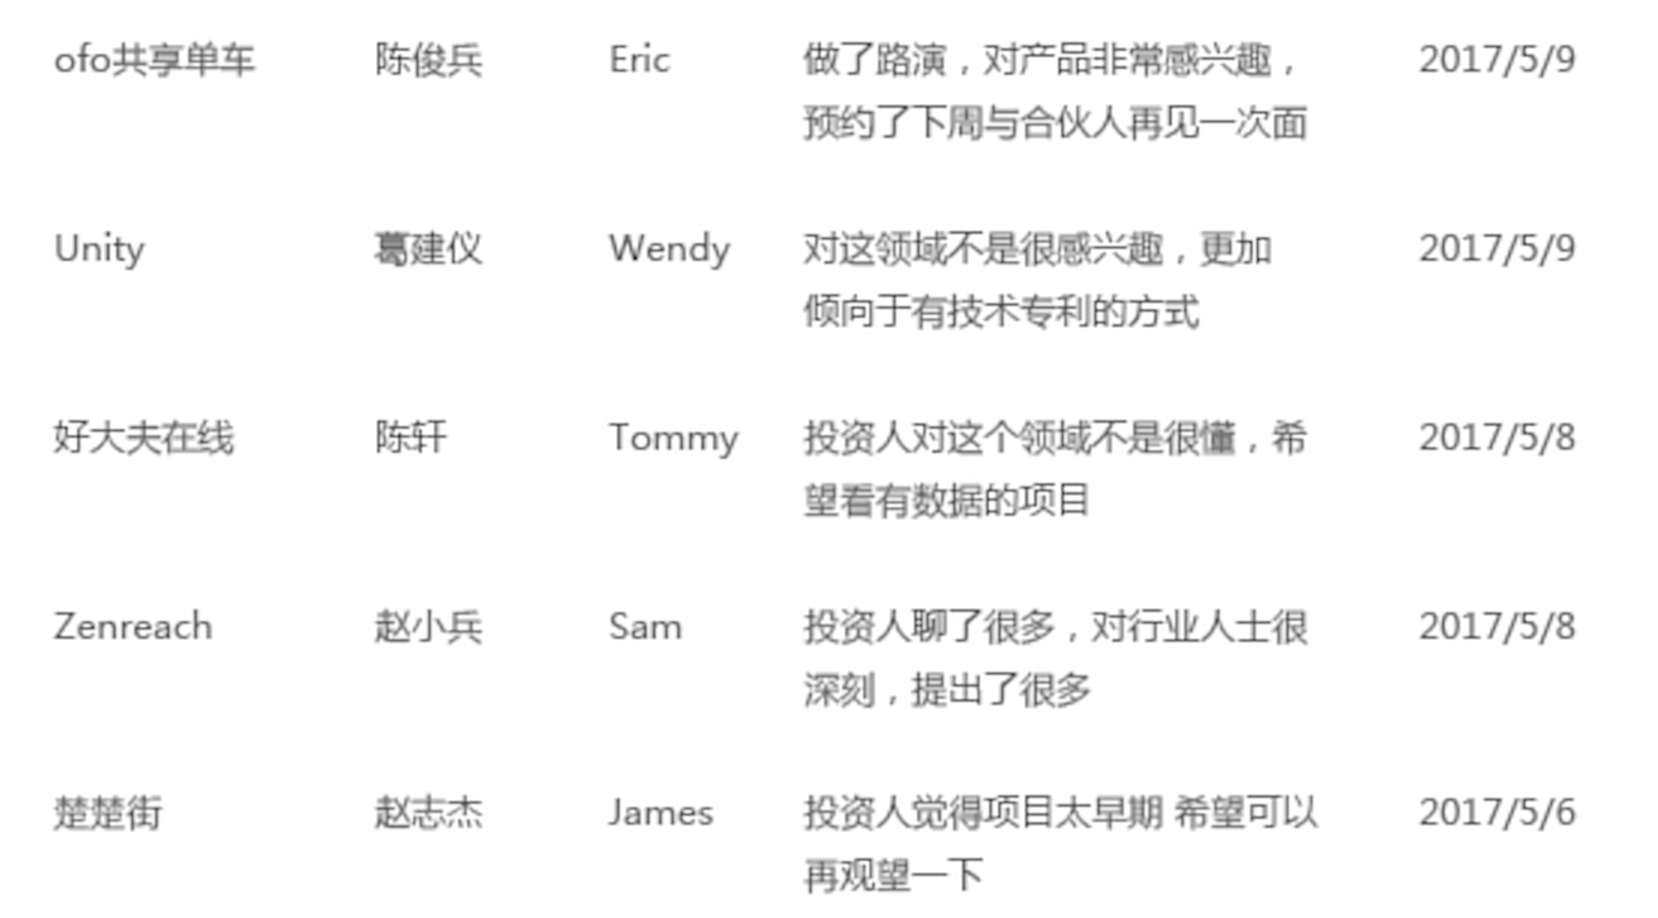 ofo共享单车 陈俊兵 Eric 做了路演，对产品非常感兴趣， 2017/5/9
预约了下周与合伙人再见一次面
Unity 葛建仪 Wendy 对这领域不是很感兴趣，更加 2017/5/9
倾向于有技术专利的方式
好大夫在线 陈轩 Tommy 投资人对这个领域不是很懂，希 2017/5/8
望看有数据的项目
Zenreach 赵小兵 Sam 投资人聊了很多，对行业人士很 2017/5/8
深刻，提出了很多
楚楚街 赵志杰 James 投资人觉得项目太早期 希望可以 2017/5/6
再观望一下